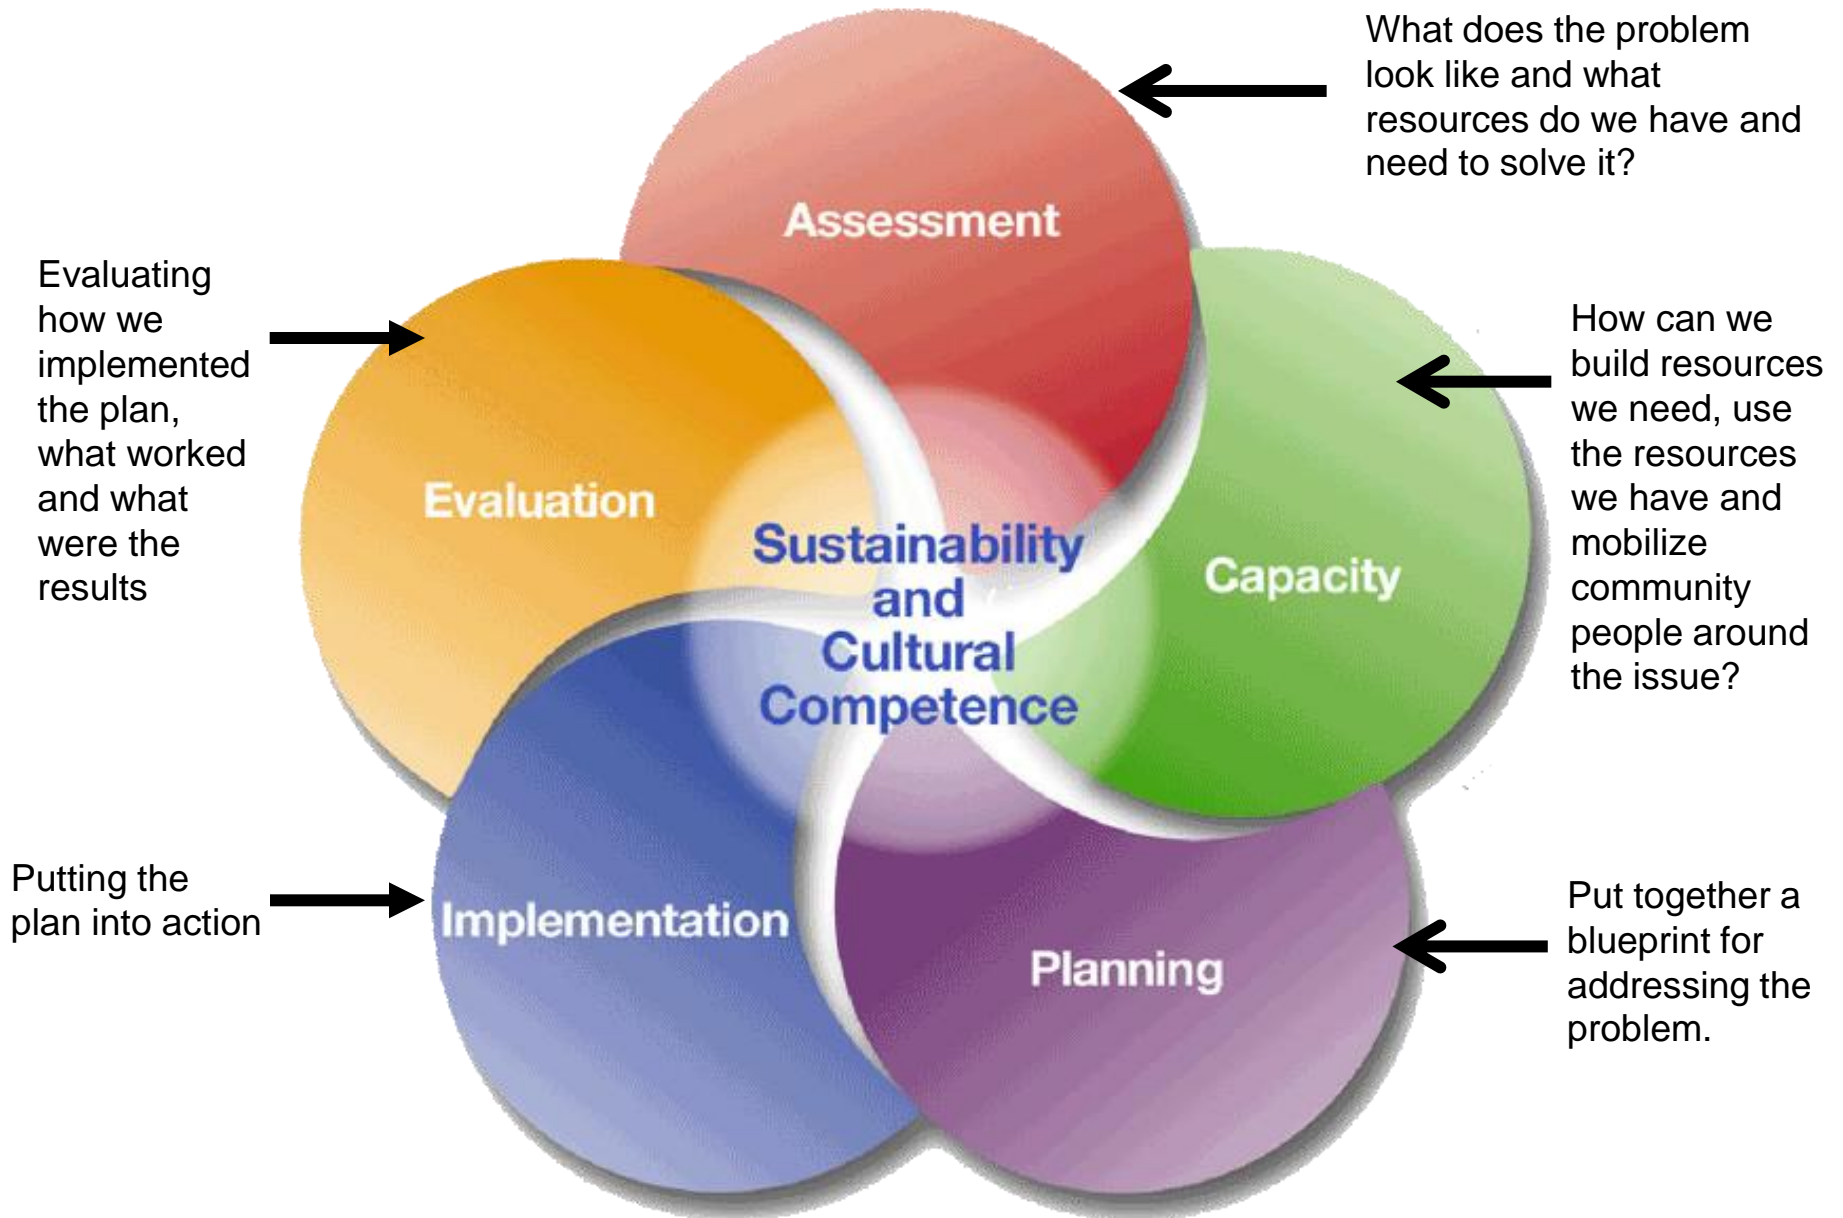 What does the problem
look like and what
resources do we have and
need to solve it?
Assessment
Evaluating
how we
implemented
the plan,
what worked
and what
were the
results
Evaluation
How can we
build resources
we need, use
the resources
we have and
mobilize
community
people around
the issue?
Capacity
Sustainability
and
Cultural
Competence
Putting the
plan into action
Implementation
Planning
Put together a
blueprint for
addressing the
problem.